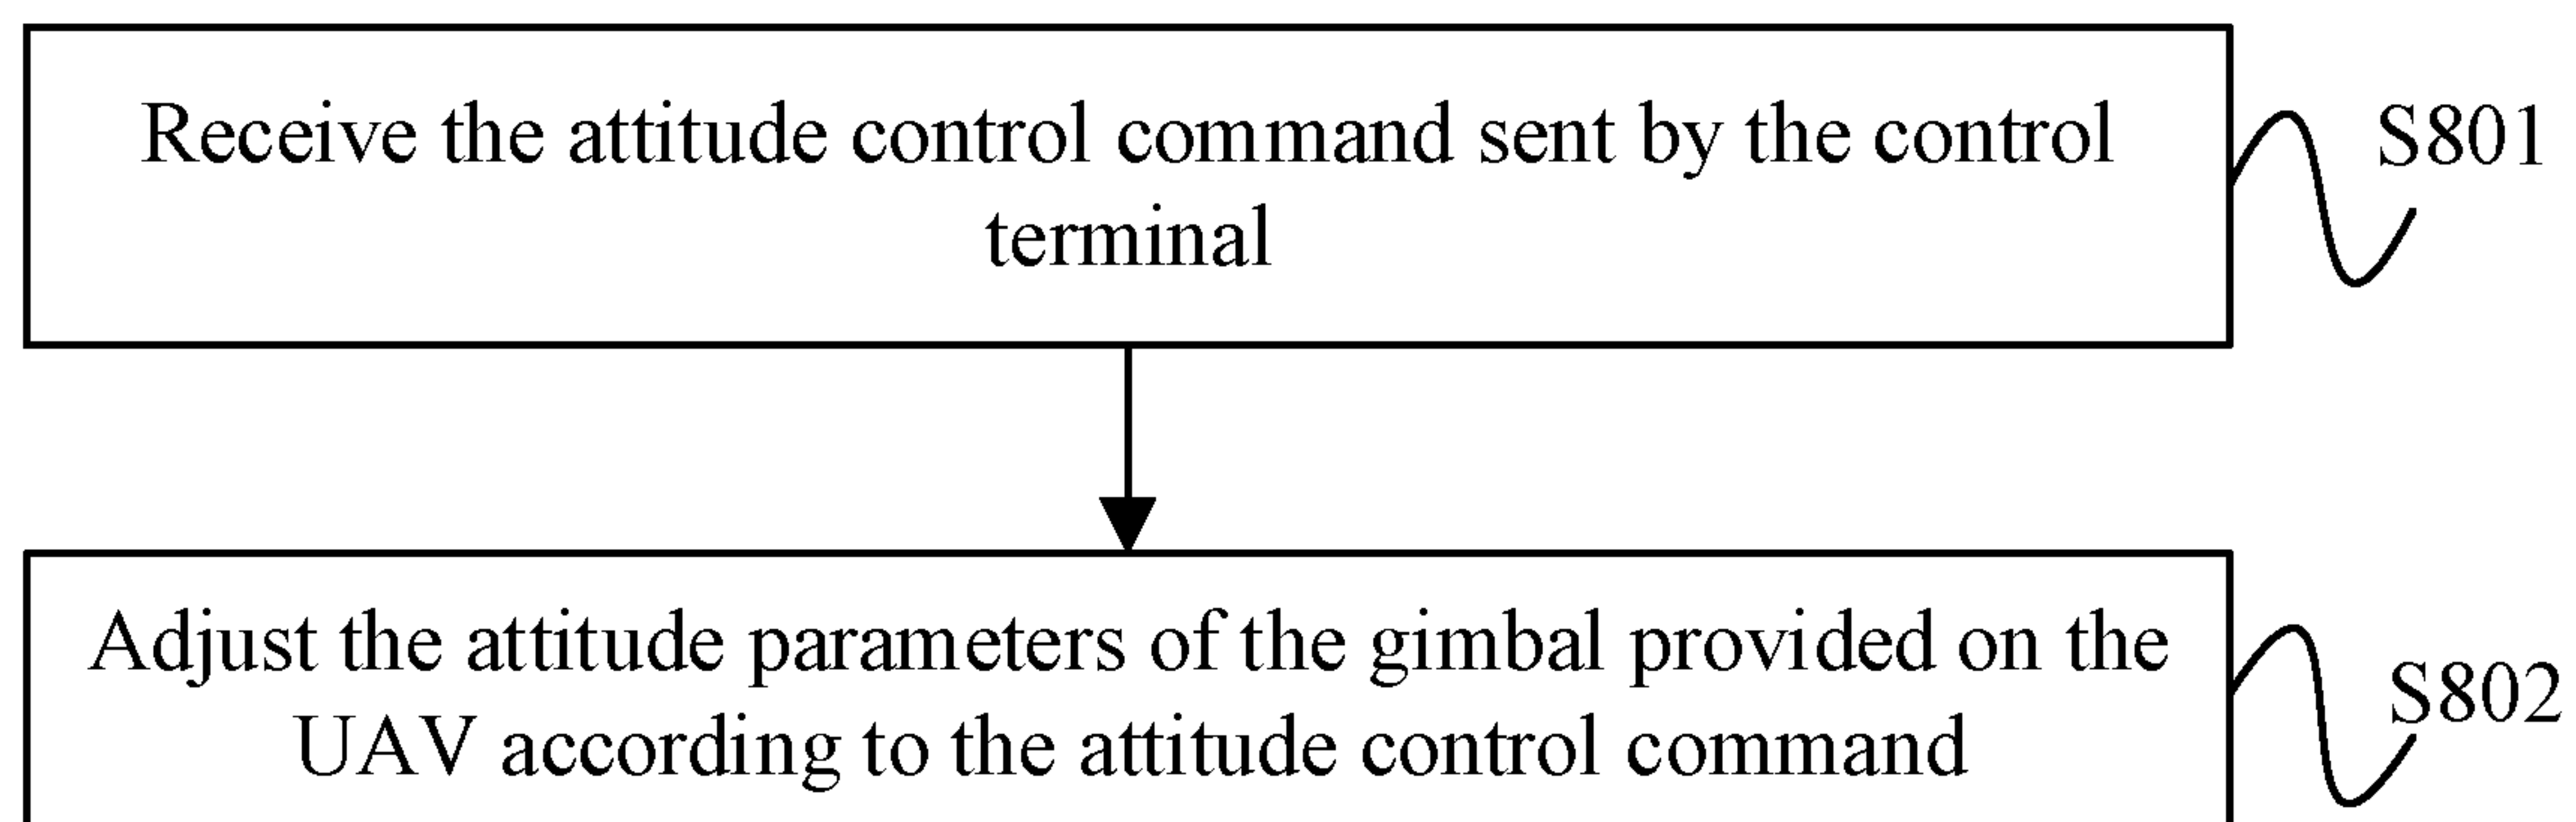 Receive the attitude control command sent by the control
terminal
S801
Adjust the attitude parameters of the gimbal provided on the
UAV according to the attitude control command
S802